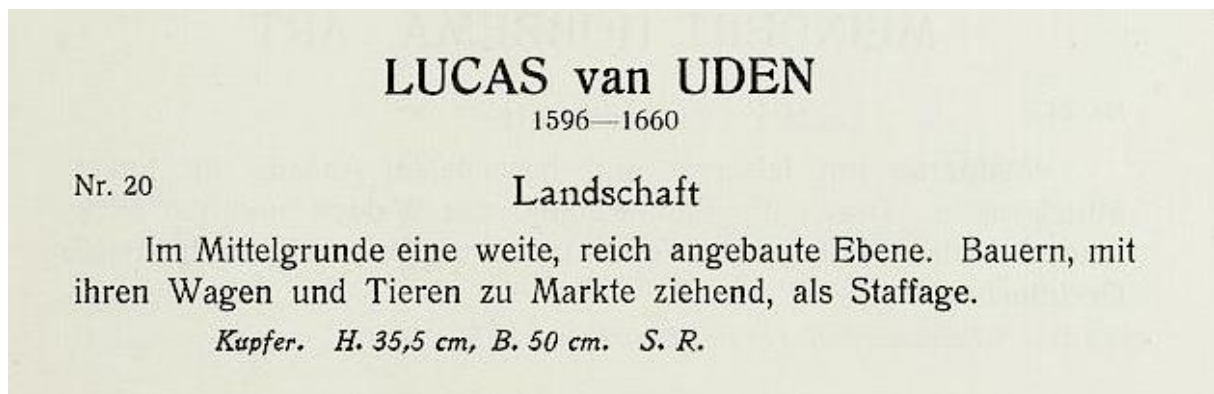 LUCAS van UDEN
1596—1660
Nr. 20
Landschaft
Im Mittelgrunde eine weite, reich angebaute Ebene. Bauern, mit
ihren Wagen und Tieren zu Markte ziehend, als Staffage.
Kupfer. H. 35,5 cm, B. 50 cm. S. R.